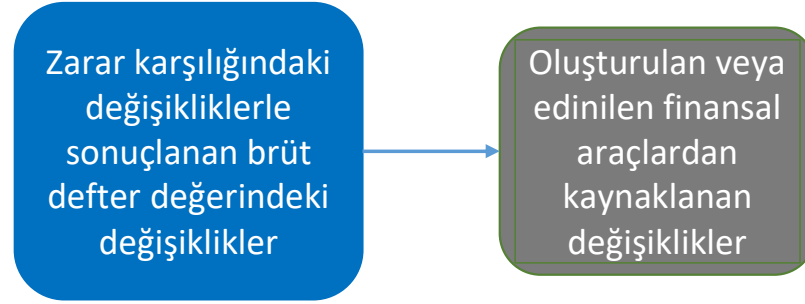 Zarar karşılığındaki
değişikliklerle
sonuçlanan brüt
defter değerindeki
değişiklikler
Oluşturulan veya
edinilen finansal
araçlardan
kaynaklanan
değişiklikler